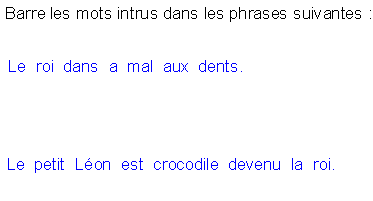 Barre les mots intrus dans les phrases suivantes :
Le roi dans a mal aux dents.
Le petit Léon est crocodile devenu la roi.